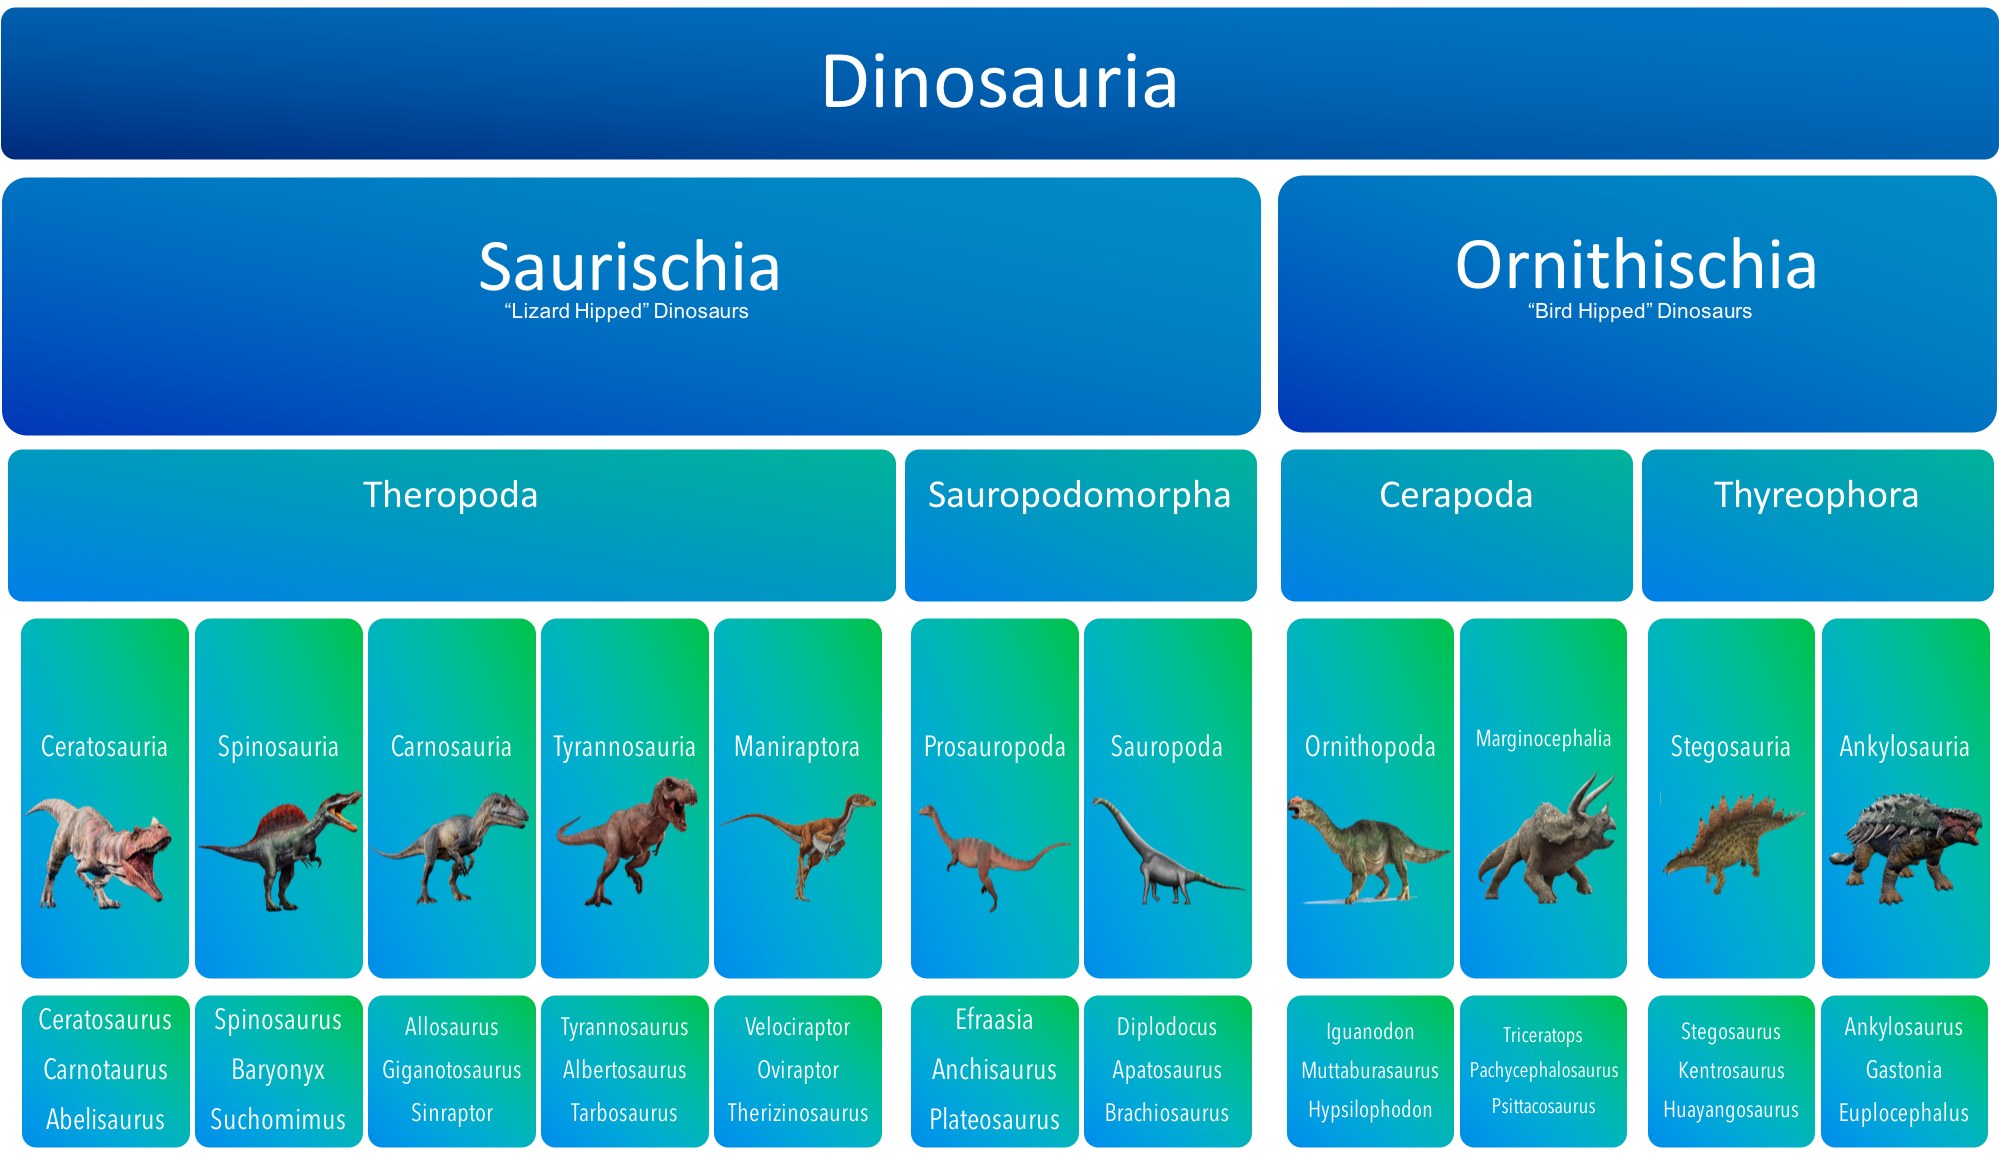 Dinosauria
Saurischia
“Lizard Hipped” Dinosaurs
Ornithischia
“Bird Hipped” Dinosaurs
Theropoda
Sauropodomorpha
Cerapoda
Thyreophora
Ceratosauria
Spinosauria
Carnosauria
Tyrannosauria
Maniraptora
Prosauropoda
Sauropoda
Ornithopoda
Marginocephalia
Stegosauria
Ankylosauria
Ceratosaurus
Carnotaurus
Abelisaurus
Spinosaurus
Baryonyx
Suchomimus
Allosaurus
Giganotosaurus
Sinraptor
Tyrannosaurus
Albertosaurus
Tarbosaurus
Velociraptor
Oviraptor
Therizinosaurus
Efraasia
Anchisaurus
Plateosaurus
Diplodocus
Apatosaurus
Brachiosaurus
Iguanodon
Muttaburasaurus
Hypsilophodon
Triceratops
Pachycephalosaurus
Psittacosaurus
Stegosaurus
Kentrosaurus
Huayangosaurus
Ankylosaurus
Gastonia
Euplocephalus